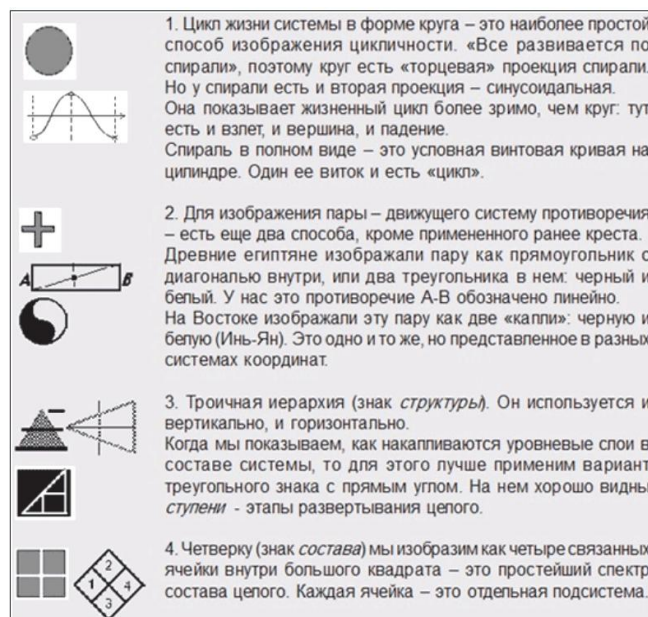 1. Цикл жизни системы в форме круга – это наиболее простой
способ изображения цикличности. «Все развивается по
спирали», поэтому круг есть «торцевая» проекция спирали.
Но у спирали есть и вторая проекция – синусоидальная.
Она показывает жизненный цикл более зримо, чем круг: тут
есть и взлет, и вершина, и падение.
Спираль в полном виде – это условная винтовая кривая на
цилиндре. Один ее виток и есть «цикл».
2. Для изображения пары – движущего систему противоречия
– есть еще два способа, кроме примененного ранее креста.
Древние египтяне изображали пару как прямоугольник с
диагональю внутри, или два треугольника в нем: черный и
белый. У нас это противоречие А-В обозначено линейно.
На Востоке изображали эту пару как две «каппи»: черную и
белую (Инь-Ян). Это одно и то же, но представленное в разных
системах координат.
A B
3. Троичная иерархия (знак структуры). Он используется и
вертикально, и горизонтально.
Когда мы показываем, как накапливаются уровневые слои в
составе системы, то для этого лучше применим вариант
треугольного знака с прямым углом. На нем хорошо видны
ступени - этапы развертывания целого.
4. Четверку (знак состава) мы изобразим как четыре связанных
ячейки внутри большого квадрата – это простейший спектр
состава целого. Каждая ячейка – это отдельная подсистема.
2
1 4
3